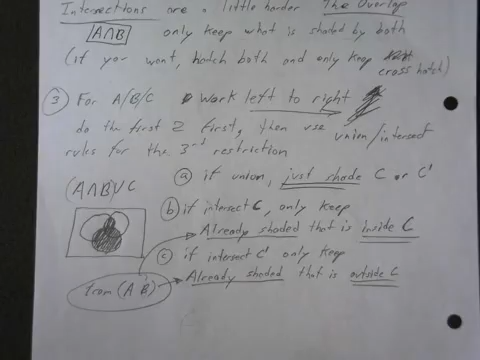 Intersections are a little harder The Overlap
A∩B only keep what is shaded by both
(if you want, hatch both and only keep
cross hatch)
③ For A/B/C work left to right
do the first 2 first, then use union/intersect
rules for the 3rd restriction
(A∩B)∪C
ⓐ if union, just shade C or C'
ⓑ if intersect C, only keep
Already shaded that is inside C
ⓒ if intersect C' only keep
Already shaded that is outside C
from (A B)